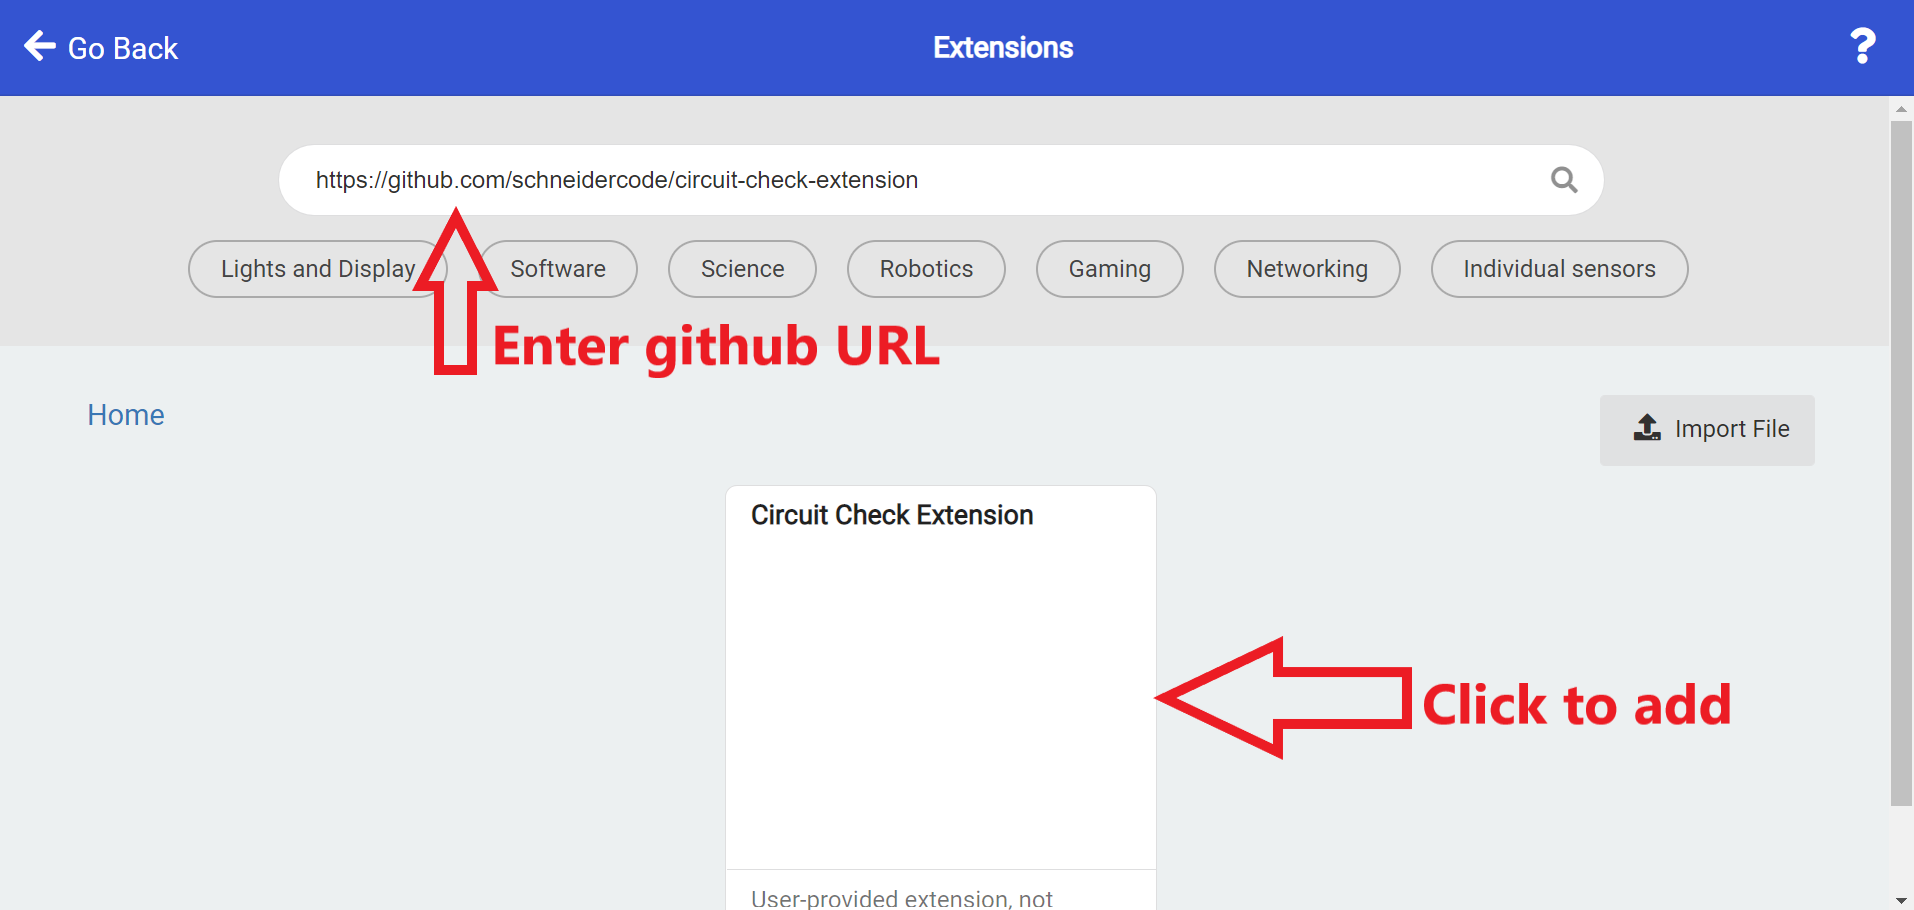 Go Back
Extensions
?
https://github.com/schneidercode/circuit-check-extension
Lights and Display
Software
Science
Robotics
Gaming
Networking
Individual sensors
Enter github URL
Home
Import File
Circuit Check Extension
Click to add
User-provided extension, not